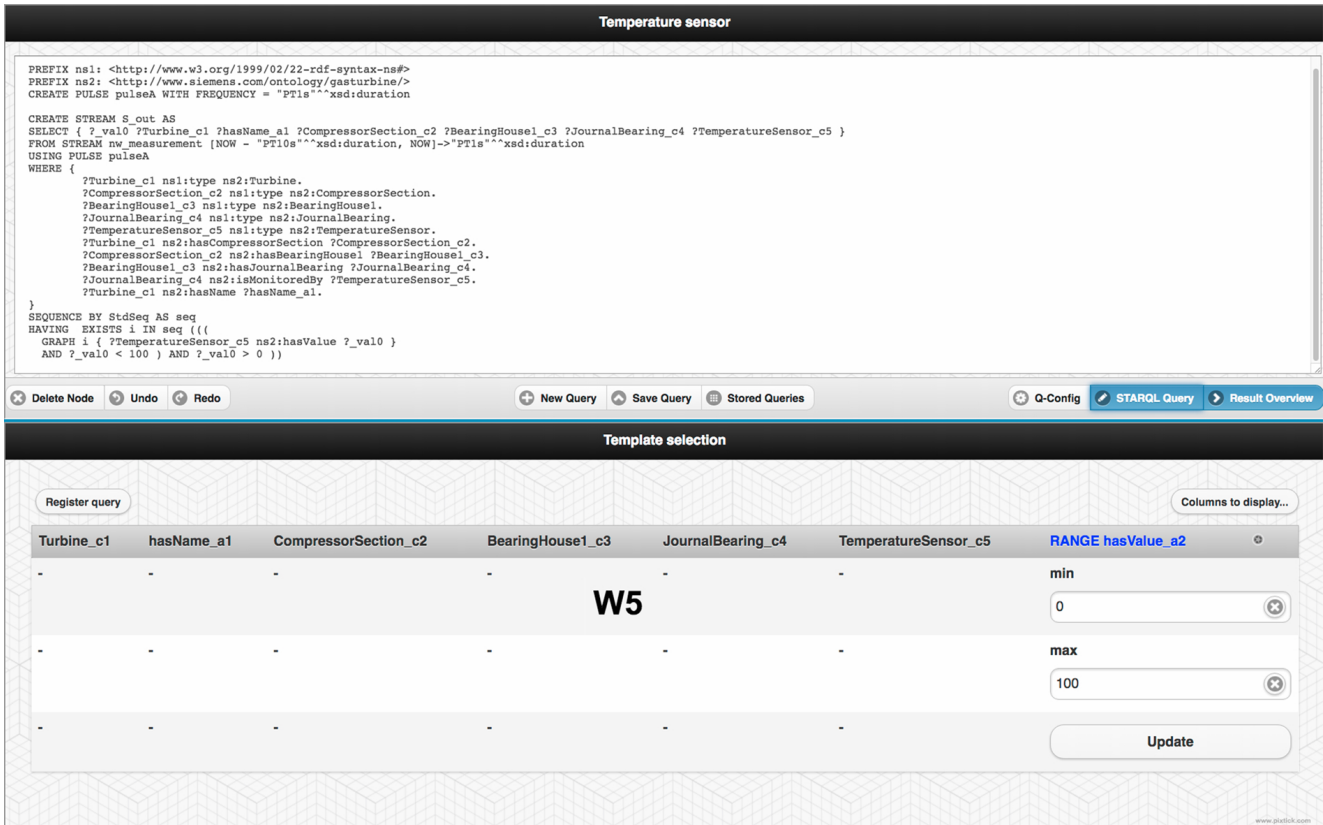 Temperature sensor
PREFIX ns1: <http://www.w3.org/1999/02/22-rdf-syntax-ns#>
PREFIX ns2: <http://www.siemens.com/ontology/gasturbine/>
CREATE PULSE pulseA WITH FREQUENCY = "PT1s"^^xsd:duration
CREATE STREAM S_out AS
SELECT { ?_val0 ?Turbine_c1 ?hasName_a1 ?CompressorSection_c2 ?BearingHouse1_c3 ?JournalBearing_c4 ?TemperatureSensor_c5 }
FROM STREAM nw_measurement [NOW - "PT10s"^^xsd:duration, NOW]->"PT1s"^^xsd:duration
USING PULSE pulseA
WHERE {
?Turbine_c1 ns1:type ns2:Turbine.
?CompressorSection_c2 ns1:type ns2:CompressorSection.
?BearingHouse1_c3 ns1:type ns2:BearingHouse1.
?JournalBearing_c4 ns1:type ns2:JournalBearing.
?TemperatureSensor_c5 ns1:type ns2:TemperatureSensor.
?Turbine_c1 ns2:hasCompressorSection ?CompressorSection_c2.
?CompressorSection_c2 ns2:hasBearingHouse1 ?BearingHouse1_c3.
?BearingHouse1_c3 ns2:hasJournalBearing ?JournalBearing_c4.
?JournalBearing_c4 ns2:isMonitoredBy ?TemperatureSensor_c5.
?Turbine_c1 ns2:hasName ?hasName_a1.
}
SEQUENCE BY StdSeq AS seq
HAVING  EXISTS i IN seq (((
GRAPH i { ?TemperatureSensor_c5 ns2:hasValue ?_val0 }
AND ?_val0 < 100 ) AND ?_val0 > 0 ))
Delete Node Undo Redo New Query Save Query Stored Queries Q-Config STARQL Query Result Overview
Template selection
Register query Columns to display...
Turbine_c1 hasName_a1 CompressorSection_c2 BearingHouse1_c3 JournalBearing_c4 TemperatureSensor_c5 RANGE hasValue_a2
- - - - - - min
W5 0
- - - - - - max
100
- - - - - - Update
www.pixtick.com